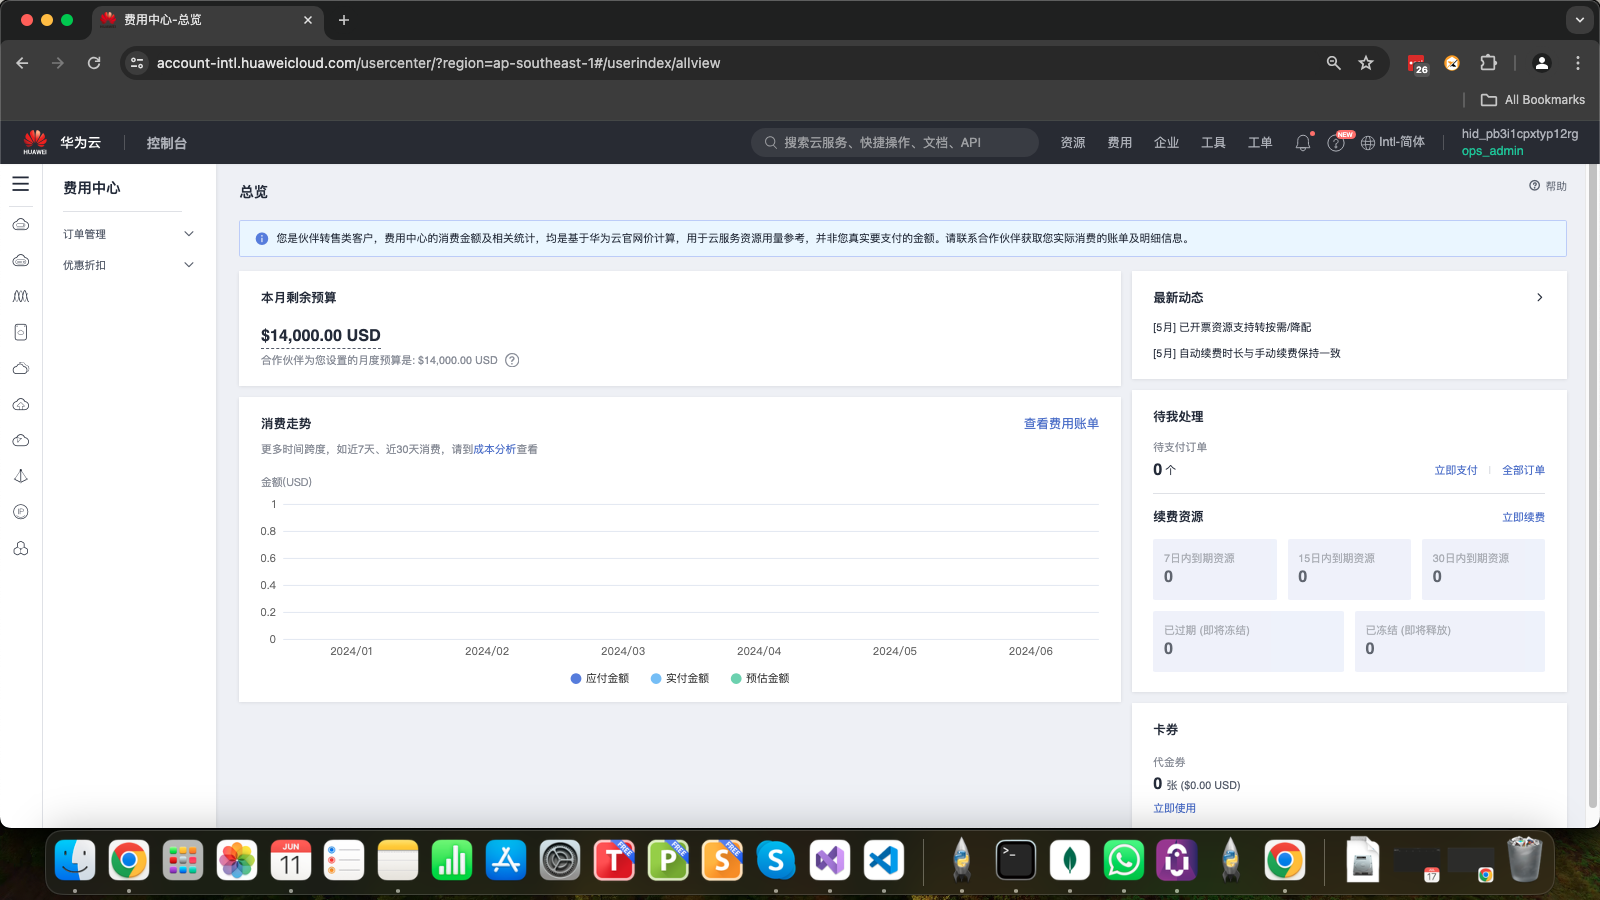 费用中心-总览
account-intl.huaweicloud.com/usercenter/?region=ap-southeast-1#/userindex/allview
26
All Bookmarks
HUAWEI
华为云
控制台
搜索云服务、快捷操作、文档、API
资源
费用
企业
工具
工单
NEW
Intl-简体
hid_pb3i1cpxtyp12rg
ops_admin
费用中心
订单管理
优惠折扣
总览
帮助
您是伙伴转售类客户，费用中心的消费金额及相关统计，均是基于华为云官网价计算，用于云服务资源用量参考，并非您真实要支付的金额。请联系合作伙伴获取您实际消费的账单及明细信息。
本月剩余预算
$14,000.00 USD
合作伙伴为您设置的月度预算是: $14,000.00 USD
消费走势
查看费用账单
更多时间跨度，如近7天、近30天消费，请到成本分析查看
金额(USD)
1
0.8
0.6
0.4
0.2
0
2024/01
2024/02
2024/03
2024/04
2024/05
2024/06
应付金额
实付金额
预估金额
最新动态
[5月] 已开票资源支持转按需/降配
[5月] 自动续费时长与手动续费保持一致
待我处理
待支付订单
0 个
立即支付
全部订单
续费资源
立即续费
7日内到期资源
0
15日内到期资源
0
30日内到期资源
0
已过期 (即将冻结)
0
已冻结 (即将释放)
0
卡券
代金券
0 张 ($0.00 USD)
立即使用
IP
JUN
11
T
FREE
P
FREE
S
FREE
S
17